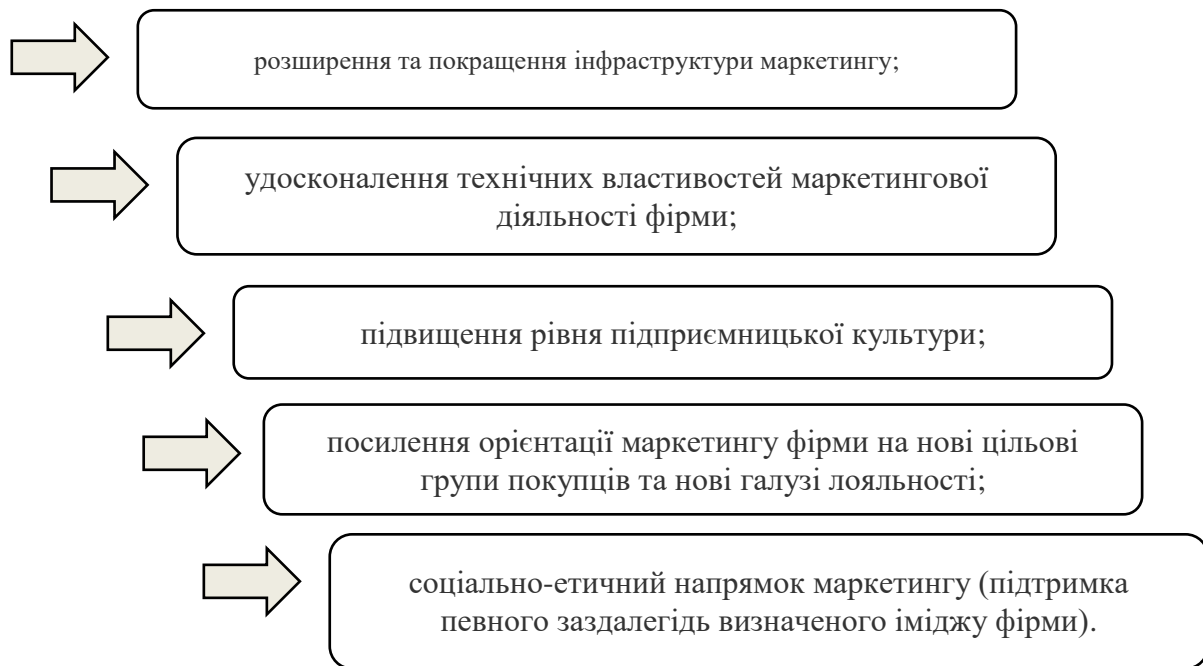 розширення та покращення інфраструктури маркетингу;
удосконалення технічних властивостей маркетингової
діяльності фірми;
підвищення рівня підприємницької культури;
посилення орієнтації маркетингу фірми на нові цільові
групи покупців та нові галузі лояльності;
соціально-етичний напрямок маркетингу (підтримка
певного заздалегідь визначеного іміджу фірми).